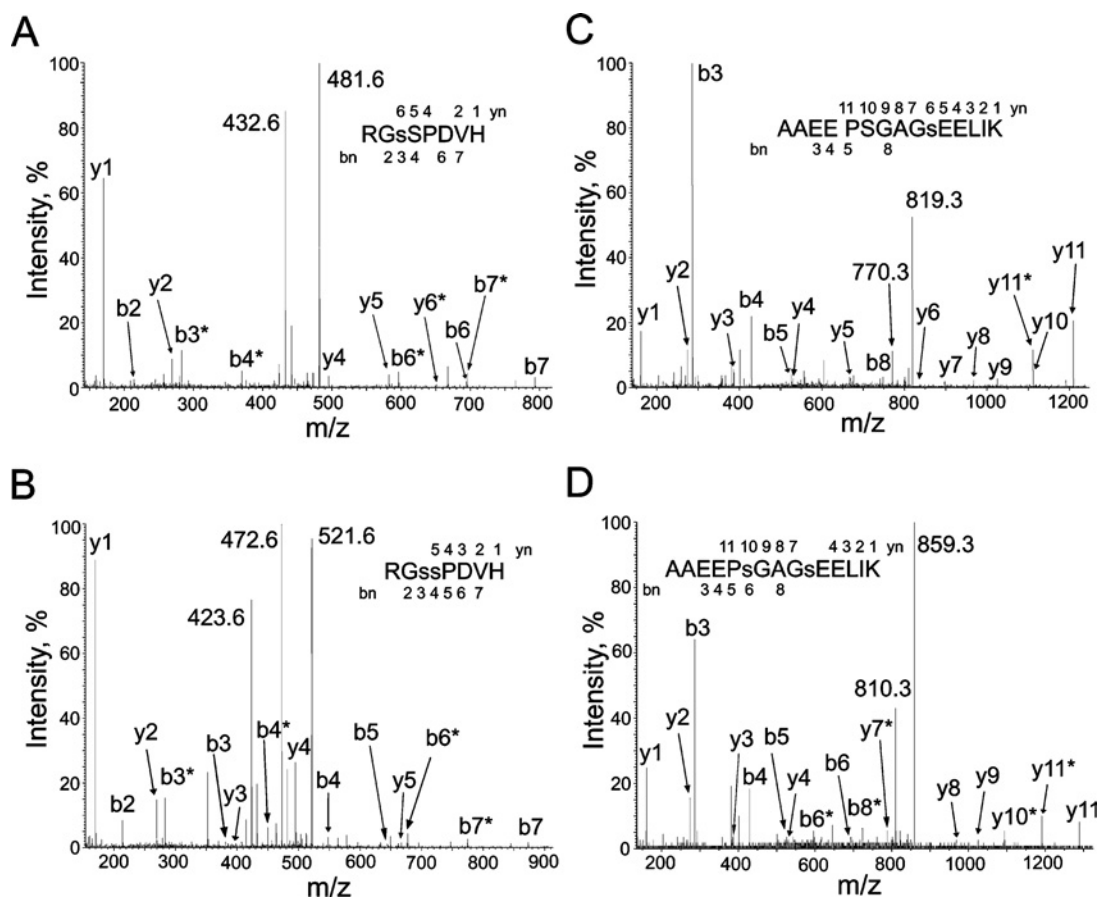 A
Intensity, %
100
80
60
40
20
0
y1
b2
y2
b3*
432.6
481.6
b4*
y4
y5
b6*
y6*
b6
b7*
b7
6 5 4 2 1 yn
RGsSPDVH
bn 2 3 4 6 7
200 300 400 500 600 700 800
m/z
C
Intensity, %
100
80
60
40
20
0
b3
y1
y2
y3
b4
b5
y4
y5
b8
770.3
819.3
y6
y7
y8
y9
y11*
y10
y11
11 10 9 8 7 6 5 4 3 2 1 yn
AAEE PSGAGsEELIK
bn 3 4 5 8
200 400 600 800 1000 1200
m/z
B
Intensity, %
100
80
60
40
20
0
y1
b2
y2
b3*
b3
y3
423.6
b4*
472.6
y4
521.6
b4
b5
y5
b6*
b7*
b7
5 4 3 2 1 yn
RGssPDVH
bn 2 3 4 5 6 7
200 300 400 500 600 700 800 900
m/z
D
Intensity, %
100
80
60
40
20
0
y1
y2
b3
y3
b4
b5
y4
b6*
b6
b8*
y7*
810.3
859.3
y8
y9
y10*
y11*
y11
11 10 9 8 7 4 3 2 1 yn
AAEEPsGAGsEELIK
bn 3 4 5 6 8
200 400 600 800 1000 1200
m/z